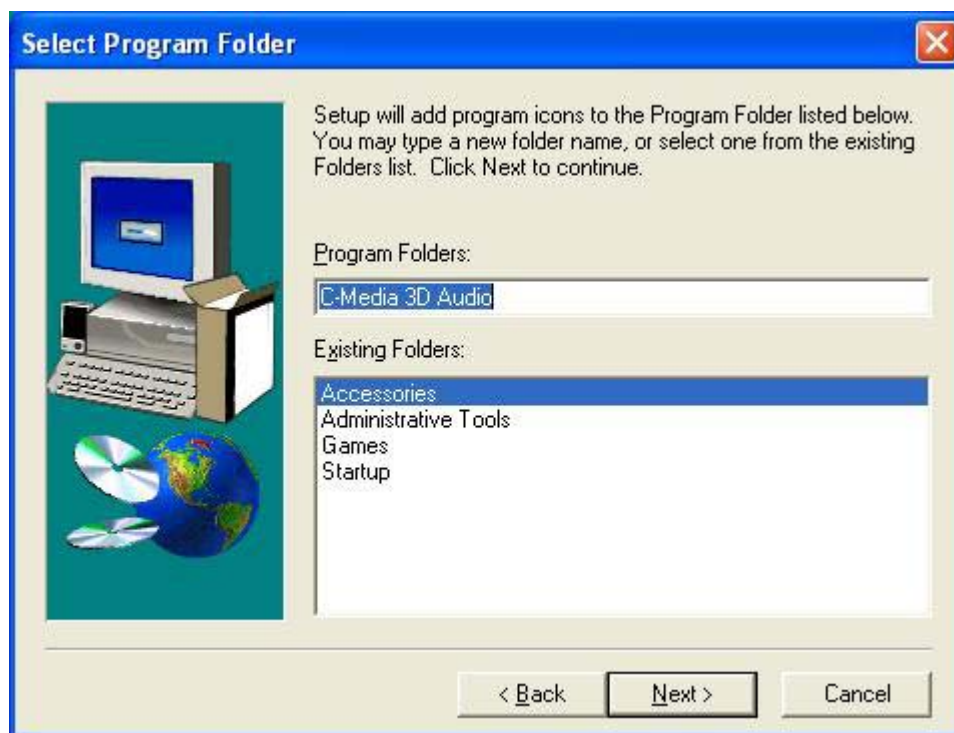 Select Program Folder
Setup will add program icons to the Program Folder listed below.
You may type a new folder name, or select one from the existing
Folders list.  Click Next to continue.
Program Folders:
C-Media 3D Audio
Existing Folders:
Accessories
Administrative Tools
Games
Startup
< Back
Next >
Cancel